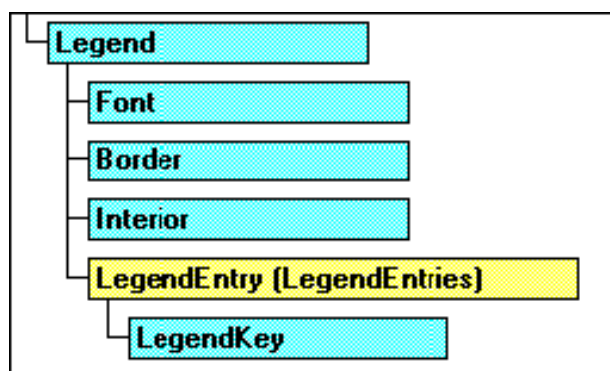 Legend
Font
Border
Interior
LegendEntry (LegendEntries)
LegendKey